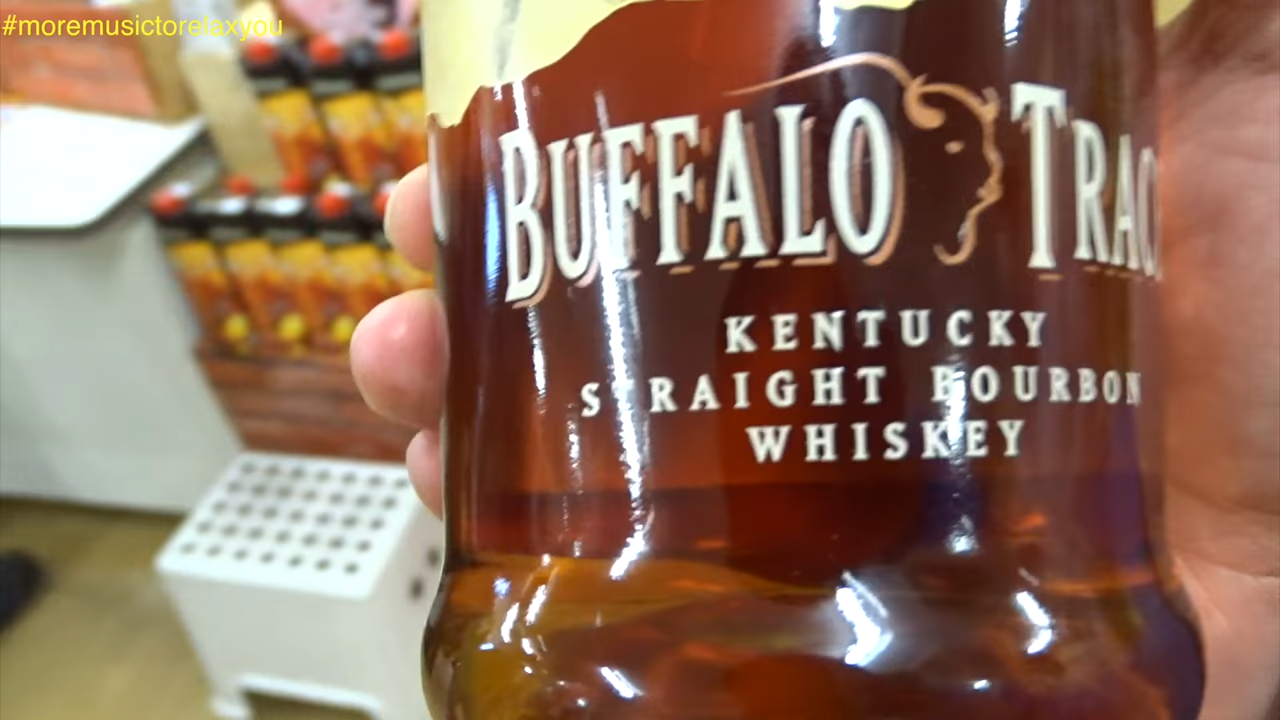 #moremusictorelaxyou
BUFFALO TRAC
KENTUCKY
STRAIGHT BOURBON
WHISKEY